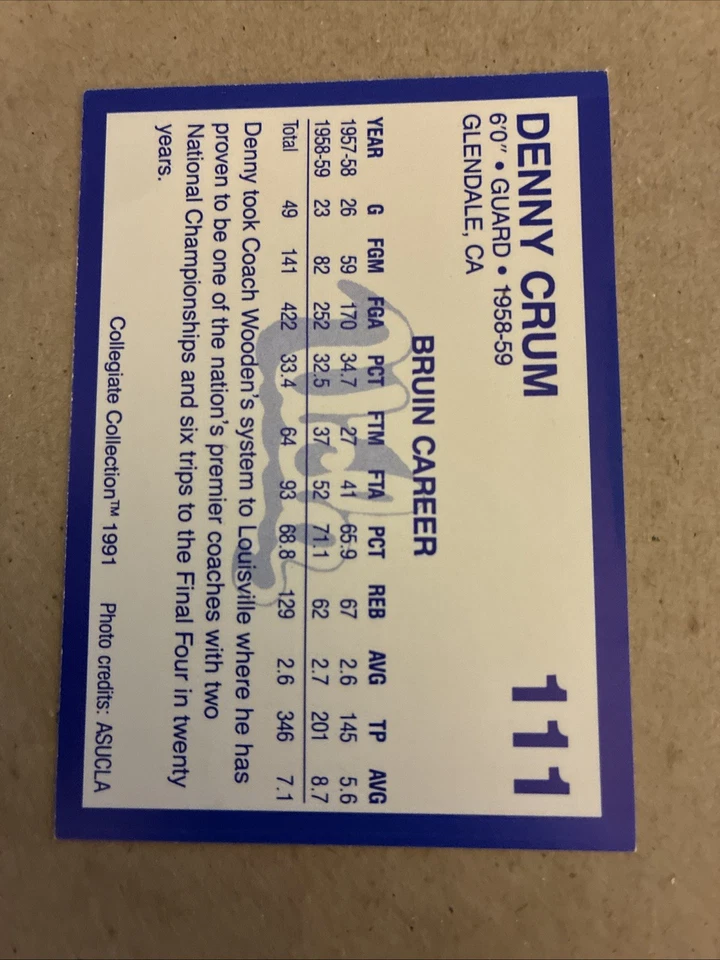 DENNY CRUM 111
6'0" • GUARD • 1958-59
GLENDALE, CA
BRUIN CAREER
YEAR G FGM FGA PCT FTM FTA PCT REB AVG TP AVG
1957-58 26 59 170 34.7 27 41 65.9 67 2.6 145 5.6
1958-59 23 82 252 32.5 37 52 71.1 62 2.7 201 8.7
Total 49 141 422 33.4 64 93 68.8 129 2.6 346 7.1
Denny took Coach Wooden's system to Louisville where he has
proven to be one of the nation's premier coaches with two
National Championships and six trips to the Final Four in twenty
years.
Collegiate Collection™ 1991 Photo credits: ASUCLA
ucla